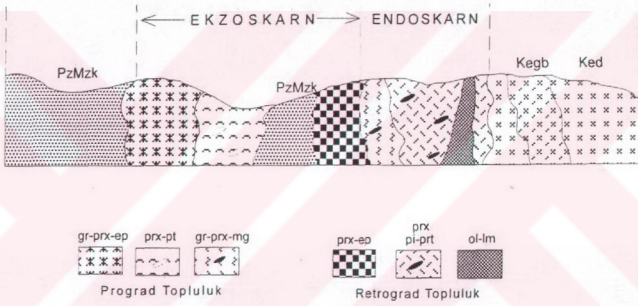 EKZOSKARN ENDOSKARN
PzMzk PzMzk Kegb Ked
gr-prx-ep prx-pt gr-prx-mg prx-ep prx pl-prt ol-lm
Prograd Topluluk Retrograd Topluluk